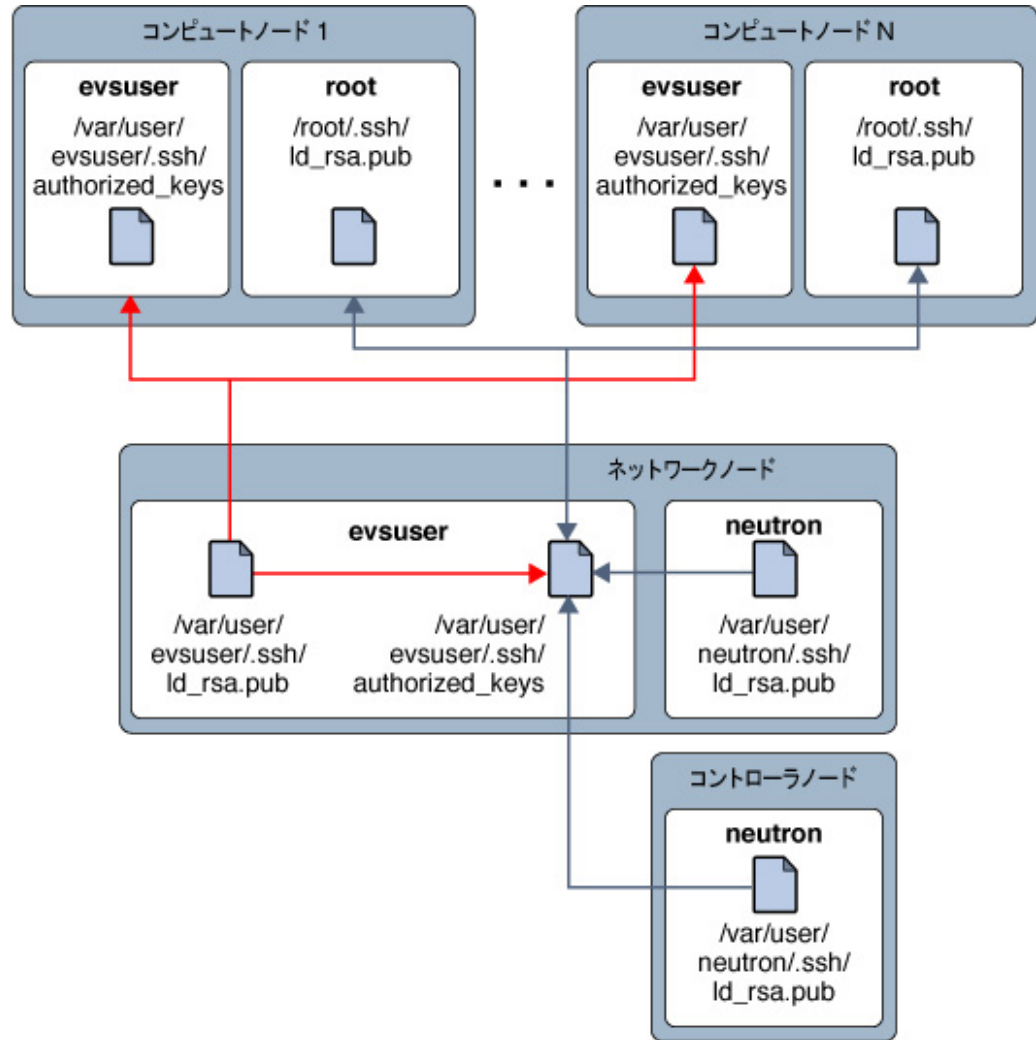 コンピュートノード 1
evsuser
/var/user/
evsuser/.ssh/
authorized_keys
root
/root/.ssh/
ld_rsa.pub
. . .
コンピュートノード N
evsuser
/var/user/
evsuser/.ssh/
authorized_keys
root
/root/.ssh/
ld_rsa.pub
ネットワークノード
evsuser
/var/user/
evsuser/.ssh/
ld_rsa.pub
/var/user/
evsuser/.ssh/
authorized_keys
neutron
/var/user/
neutron/.ssh/
ld_rsa.pub
コントローラノード
neutron
/var/user/
neutron/.ssh/
ld_rsa.pub